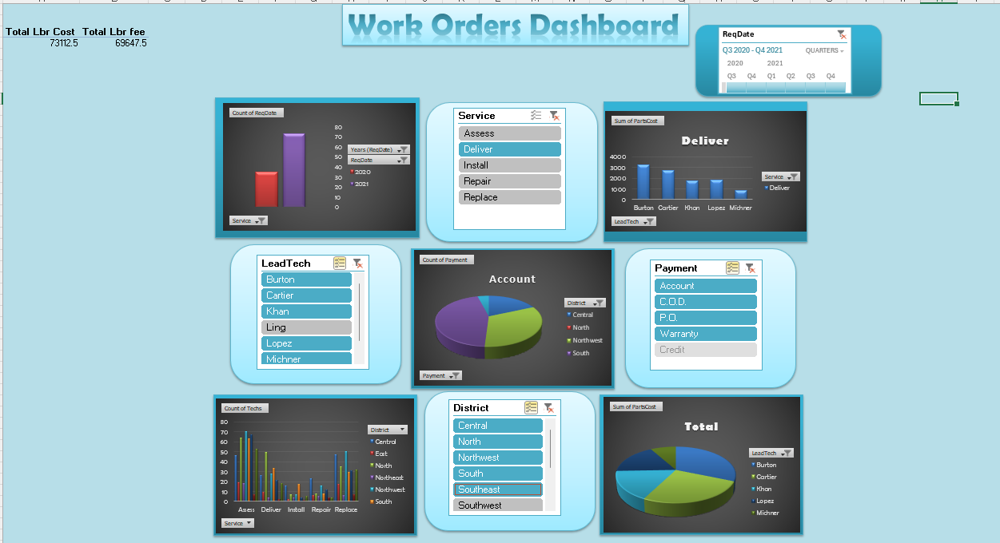 Work Orders Dashboard
Total Lbr Cost Total Lbr fee
73112.5 69647.5
ReqDate
Q3 2020 - Q4 2021 QUARTERS
2020 2021
Q3 Q4 Q1 Q2 Q3 Q4
Count of ReqDate
80
70
60
50
40
30
20
10
0
Years (ReqDate)
ReqDate
2020
2021
Service
Service
Assess
Deliver
Install
Repair
Replace
Sum of PartsCost
Deliver
4000
3000
2000
1000
0
Burton Cartier Khan Lopez Michner
Service
Deliver
LeadTech
LeadTech
Burton
Cartier
Khan
Ling
Lopez
Michner
Count of Payment
Account
District
Central
North
Northwest
South
Payment
Payment
Account
C.O.D.
P.O.
Warranty
Credit
Count of Techs
80
70
60
50
40
30
20
10
0
Asess Deliver Install Repair Replace
District
Central
East
North
Northeast
Northwest
South
Service
District
Central
North
Northwest
South
Southeast
Southwest
Sum of PartsCost
Total
LeadTech
Burton
Cartier
Khan
Lopez
Michner